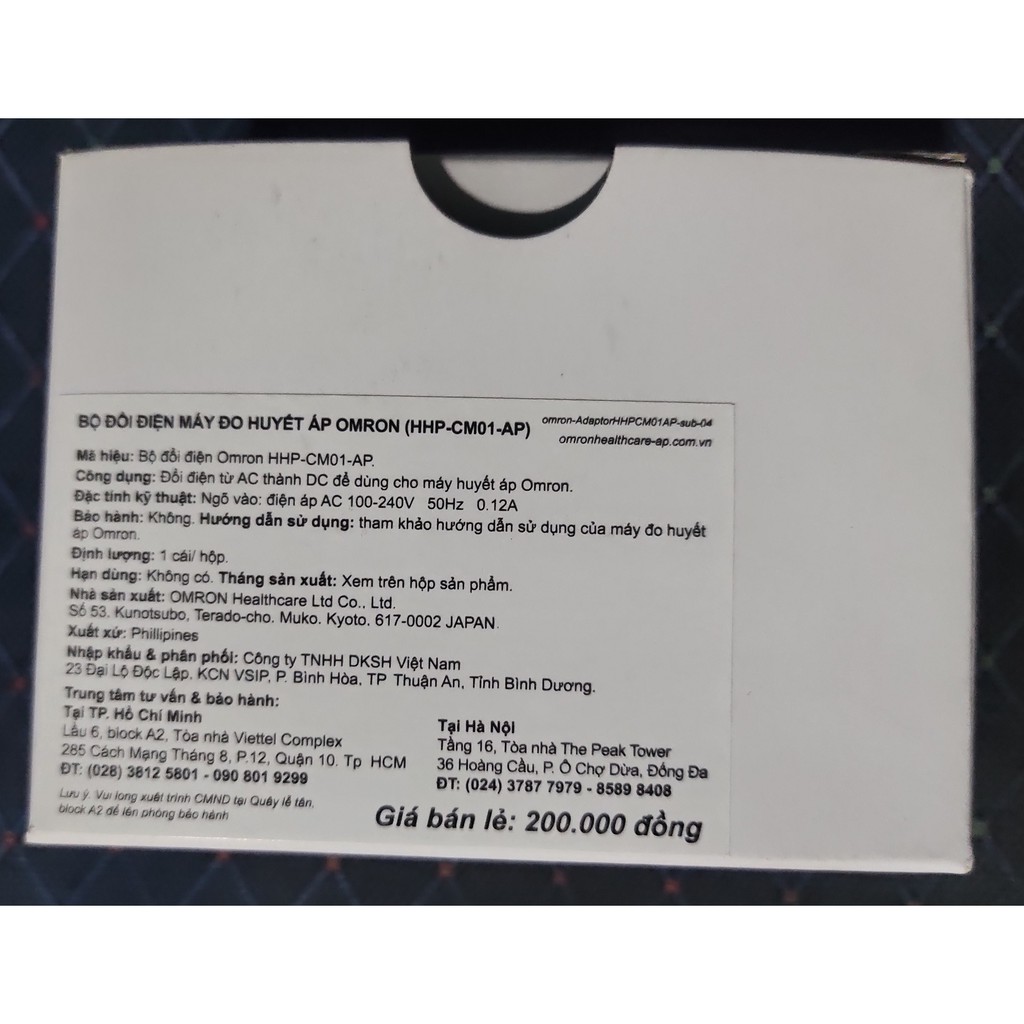 BỘ ĐỔI ĐIỆN MÁY ĐO HUYẾT ÁP OMRON (HHP-CM01-AP)
omron-AdaptorHHPCM01AP-sub-04
omronhealthcare-ap.com.vn
Mã hiệu: Bộ đổi điện Omron HHP-CM01-AP.
Công dụng: Đổi điện từ AC thành DC để dùng cho máy huyết áp Omron.
Đặc tính kỹ thuật: Ngõ vào: điện áp AC 100-240V 50Hz 0.12A
Bảo hành: Không. Hướng dẫn sử dụng: tham khảo hướng dẫn sử dụng của máy đo huyết
áp Omron.
Định lượng: 1 cái/ hộp.
Hạn dùng: Không có. Tháng sản xuất: Xem trên hộp sản phẩm.
Nhà sản xuất: OMRON Healthcare Ltd Co., Ltd.
Số 53, Kunotsubo, Terado-cho. Muko. Kyoto. 617-0002 JAPAN.
Xuất xứ: Phillipines
Nhập khẩu & phân phối: Công ty TNHH DKSH Việt Nam
23 Đại Lộ Độc Lập, KCN VSIP, P. Bình Hòa, TP Thuận An, Tỉnh Bình Dương.
Trung tâm tư vấn & bảo hành:
Tại TP. Hồ Chí Minh
Lầu 6, block A2, Tòa nhà Viettel Complex
285 Cách Mạng Tháng 8, P.12, Quận 10. Tp HCM
ĐT: (028) 3812 5801 - 090 801 9299
Lưu ý. Vui lòng xuất trình CMND tại Quầy lễ tân,
block A2 để lên phòng bảo hành
Tại Hà Nội
Tầng 16, Tòa nhà The Peak Tower
36 Hoàng Cầu, P. Ô Chợ Dừa, Đống Đa
ĐT: (024) 3787 7979 - 8589 8408
Giá bán lẻ: 200.000 đồng